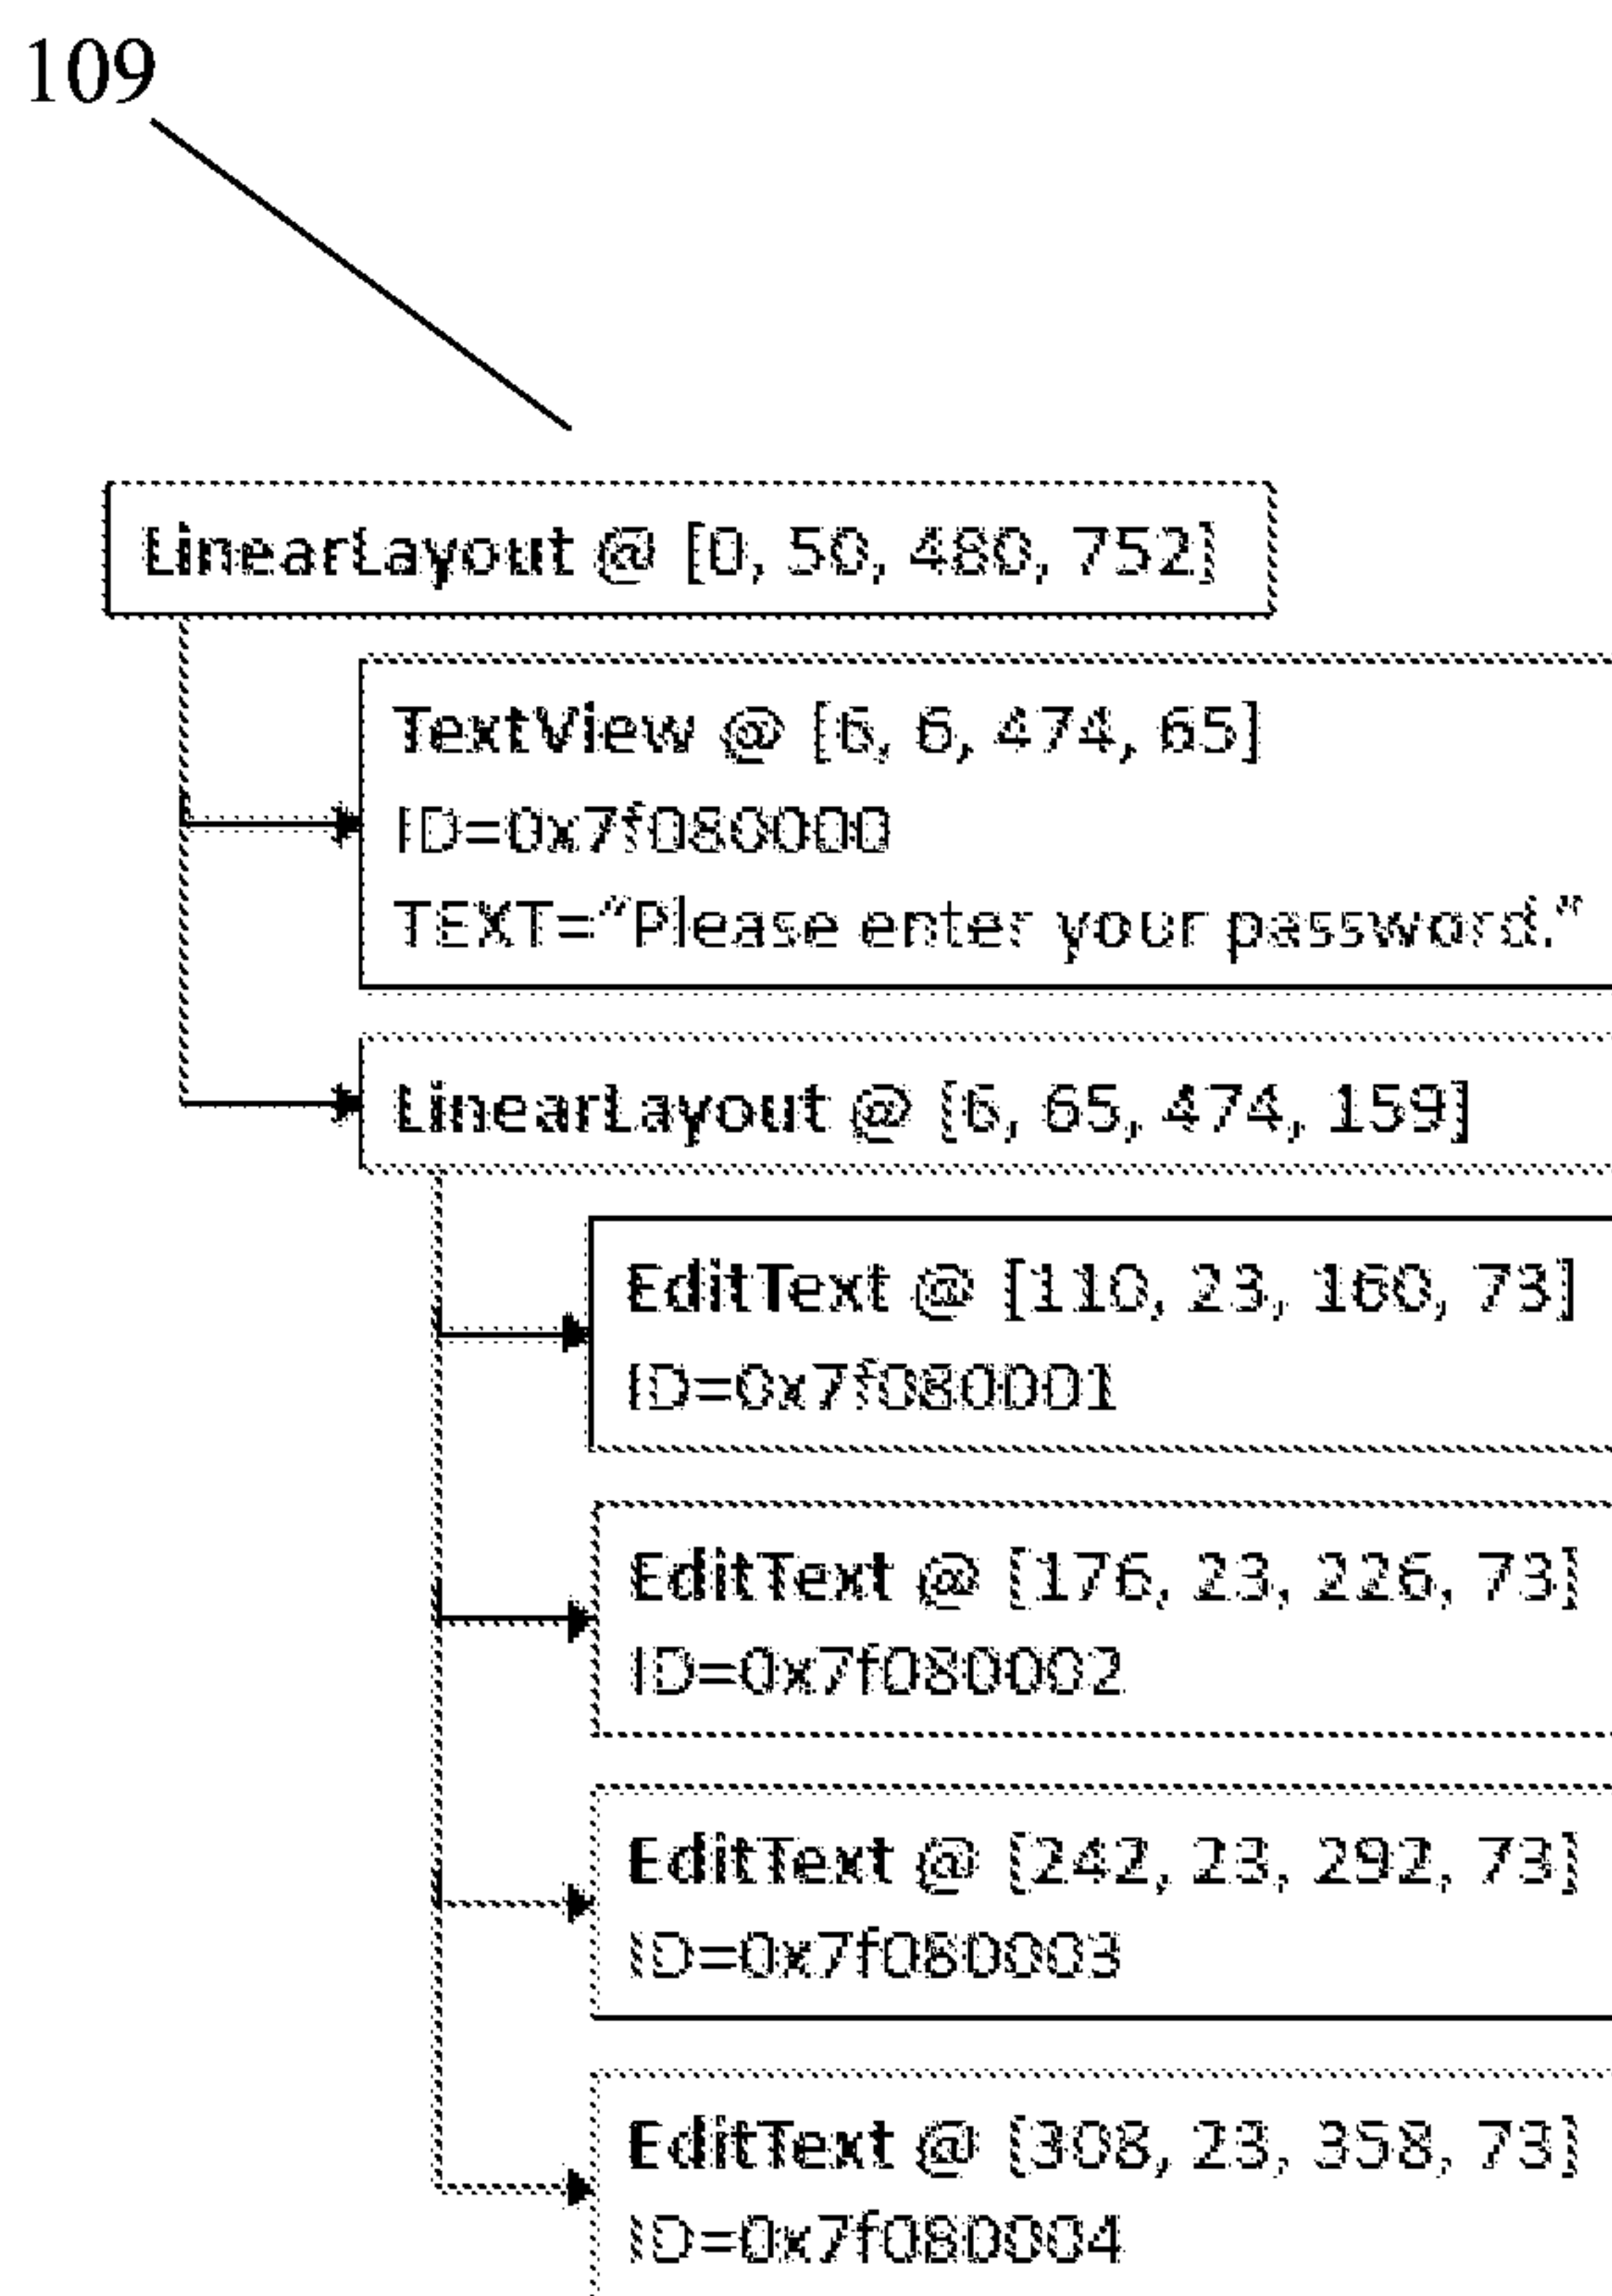 109
LinearLayout @ [0, 50, 480, 752]
TextView @ [6, 6, 474, 65]
ID=0x7f080000
TEXT=“Please enter your password.”
LinearLayout @ [6, 65, 474, 159]
EditText @ [110, 23, 160, 73]
ID=0x7f080001
EditText @ [176, 23, 226, 73]
ID=0x7f080002
EditText @ [242, 23, 292, 73]
ID=0x7f080003
EditText @ [308, 23, 358, 73]
ID=0x7f080004